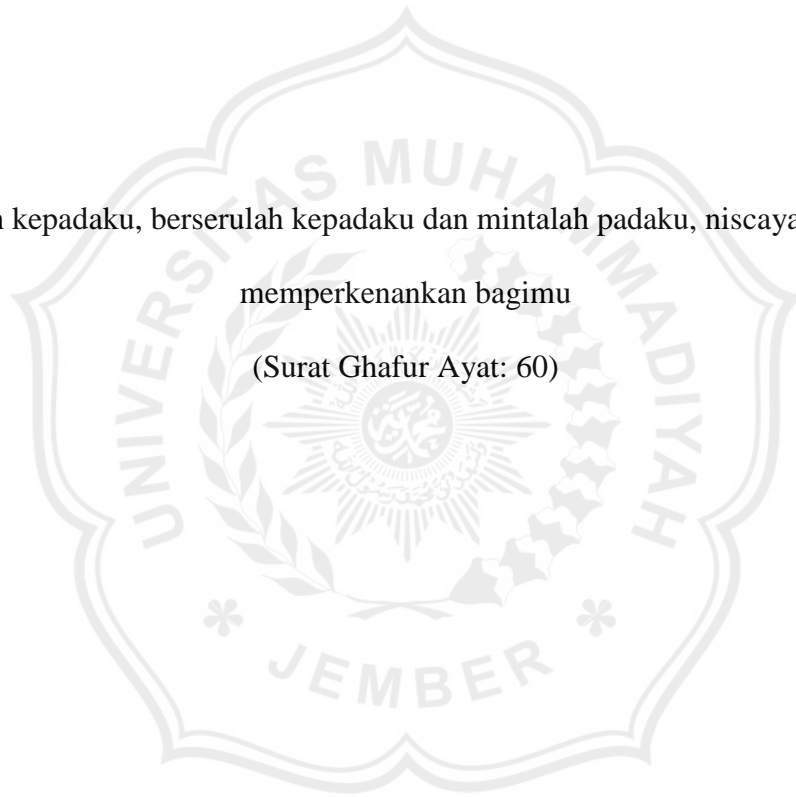 kepadaku, berserulah kepadaku dan mintalah padaku, niscaya
memperkenankan bagimu
(Surat Ghafur Ayat: 60)
UNIVERSITAS MUHAMMADIYAH
JEMBER